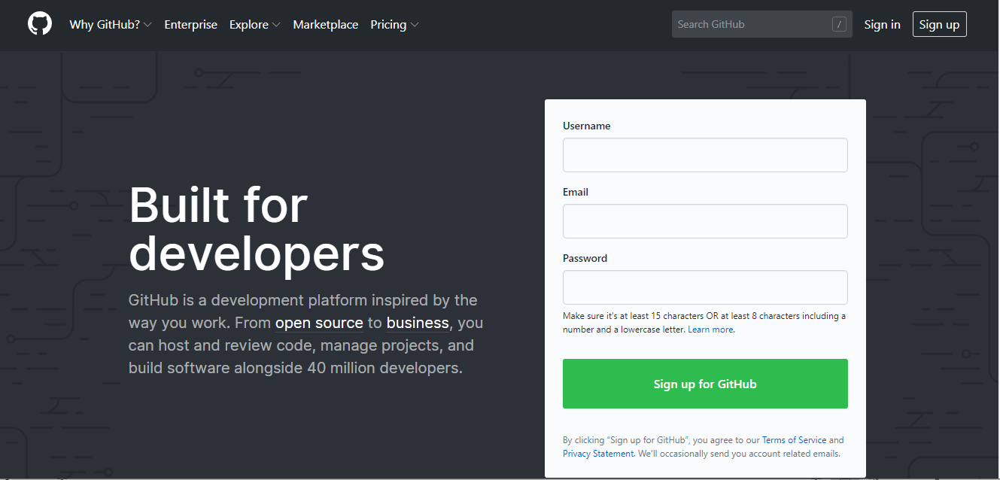 Why GitHub? Enterprise Explore Marketplace Pricing Search GitHub / Sign in Sign up
Built for
developers
GitHub is a development platform inspired by the
way you work. From open source to business, you
can host and review code, manage projects, and
build software alongside 40 million developers.
Username
Email
Password
Make sure it's at least 15 characters OR at least 8 characters including a
number and a lowercase letter. Learn more.
Sign up for GitHub
By clicking “Sign up for GitHub”, you agree to our Terms of Service and
Privacy Statement. We’ll occasionally send you account related emails.